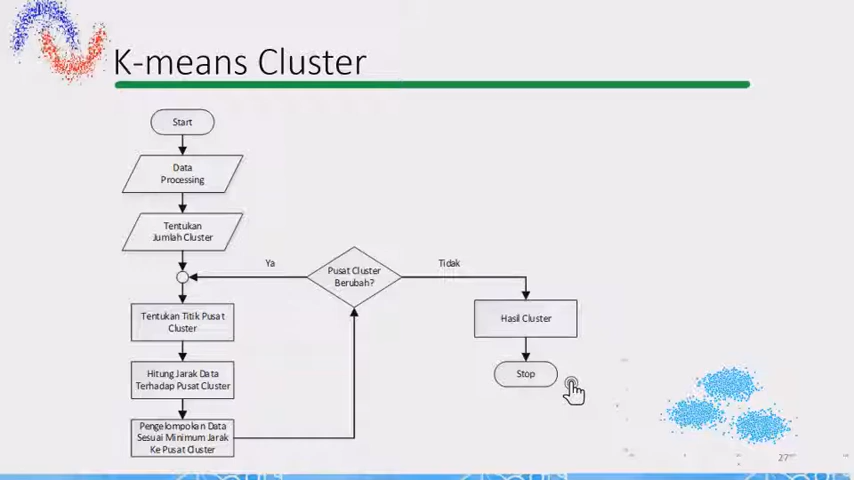 K-means Cluster
Start
Data
Processing
Tentukan
Jumlah Cluster
Ya
Pusat Cluster
Berubah?
Tidak
Tentukan Titik Pusat
Cluster
Hasil Cluster
Hitung Jarak Data
Terhadap Pusat Cluster
Stop
Pengelompokan Data
Sesuai Minimum Jarak
Ke Pusat Cluster
27